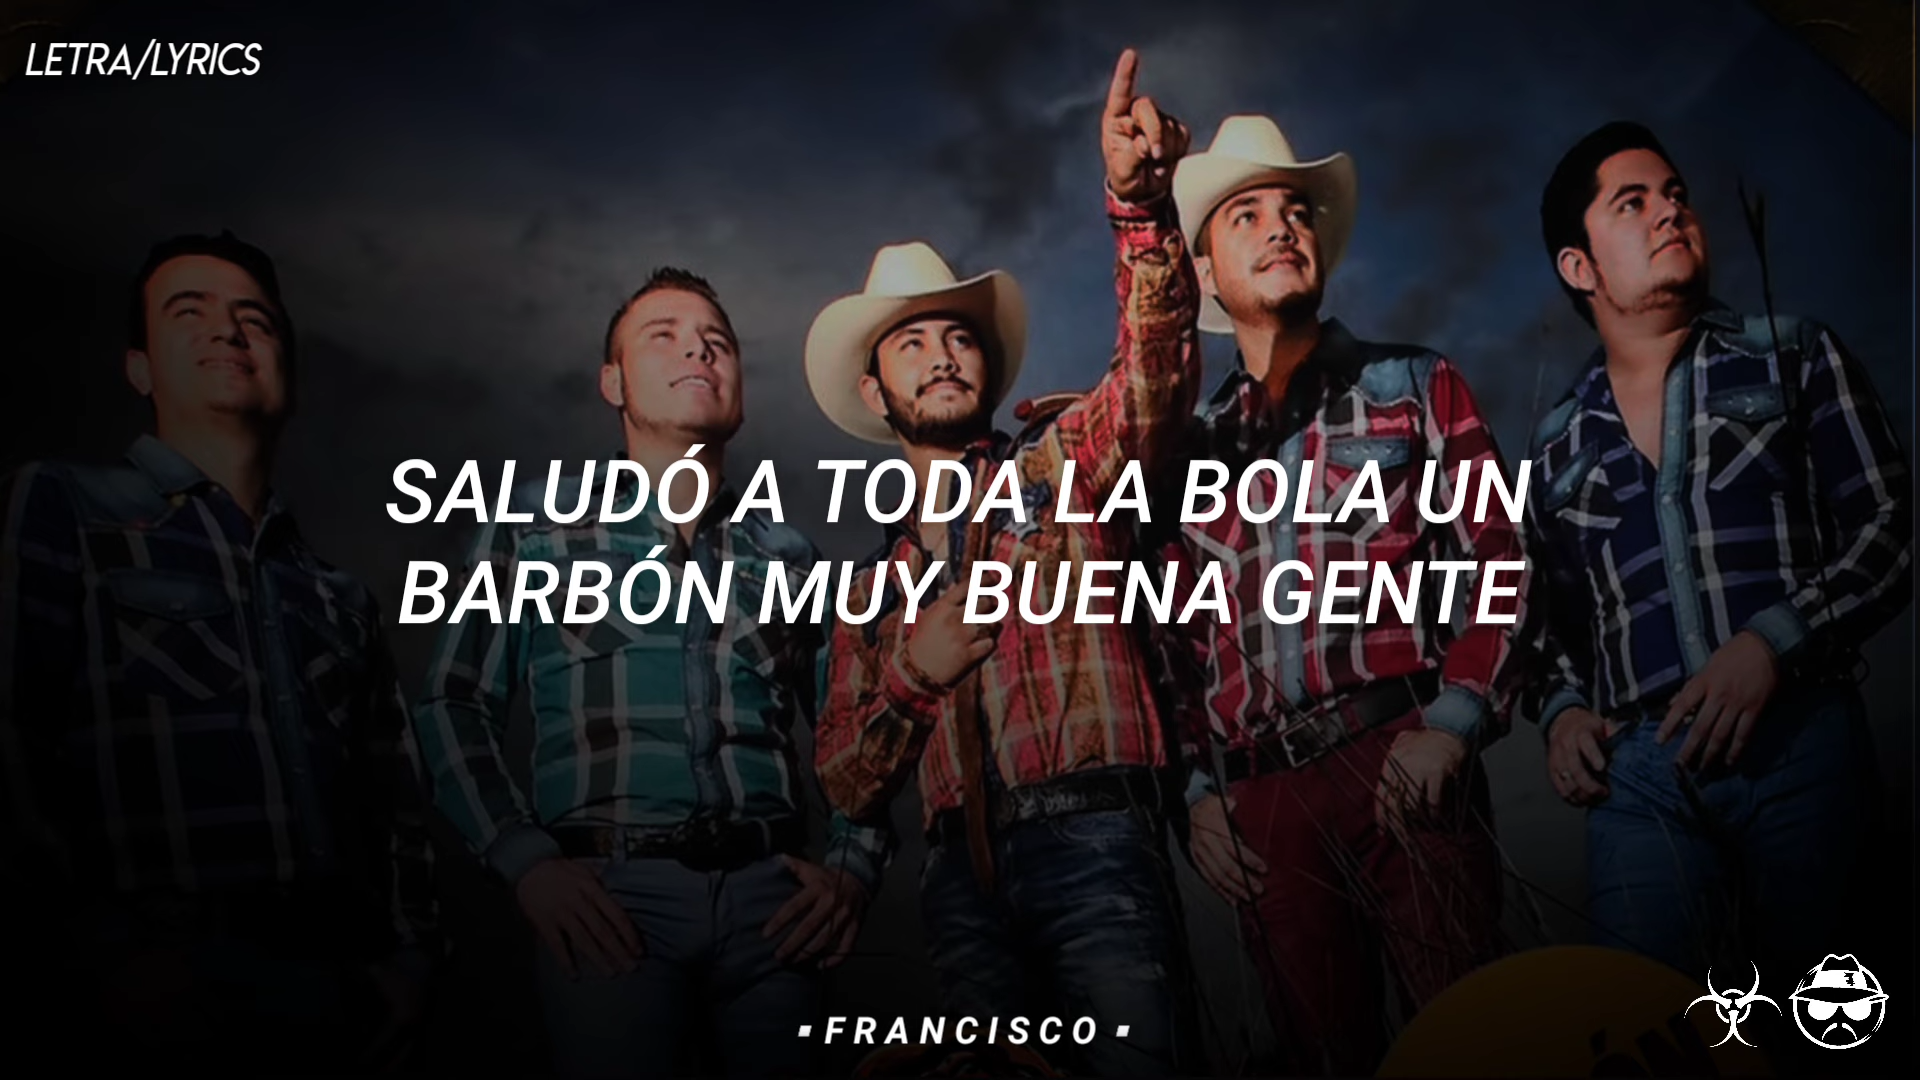 LETRA/LYRICS
SALUDÓ A TODA LA BOLA UN
BARBÓN MUY BUENA GENTE
▪ FRANCISCO ▪